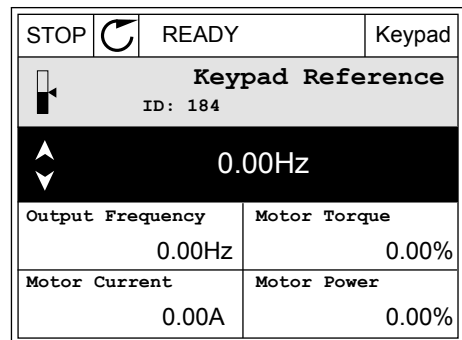 STOP READY Keypad
Keypad Reference
ID: 184
0.00Hz
Output Frequency Motor Torque
0.00Hz 0.00%
Motor Current Motor Power
0.00A 0.00%